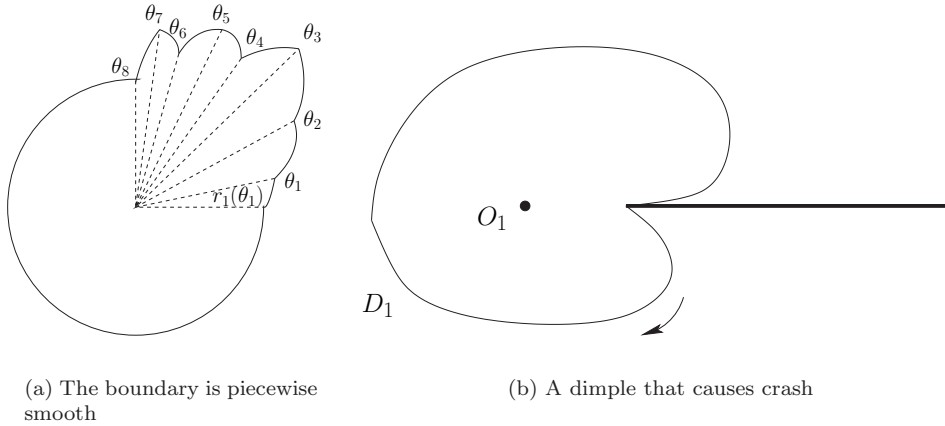 θ₇
θ₆
θ₅
θ₄
θ₃
θ₈
θ₂
θ₁
r₁(θ₁)
O₁
D₁
(a) The boundary is piecewise
smooth
(b) A dimple that causes crash